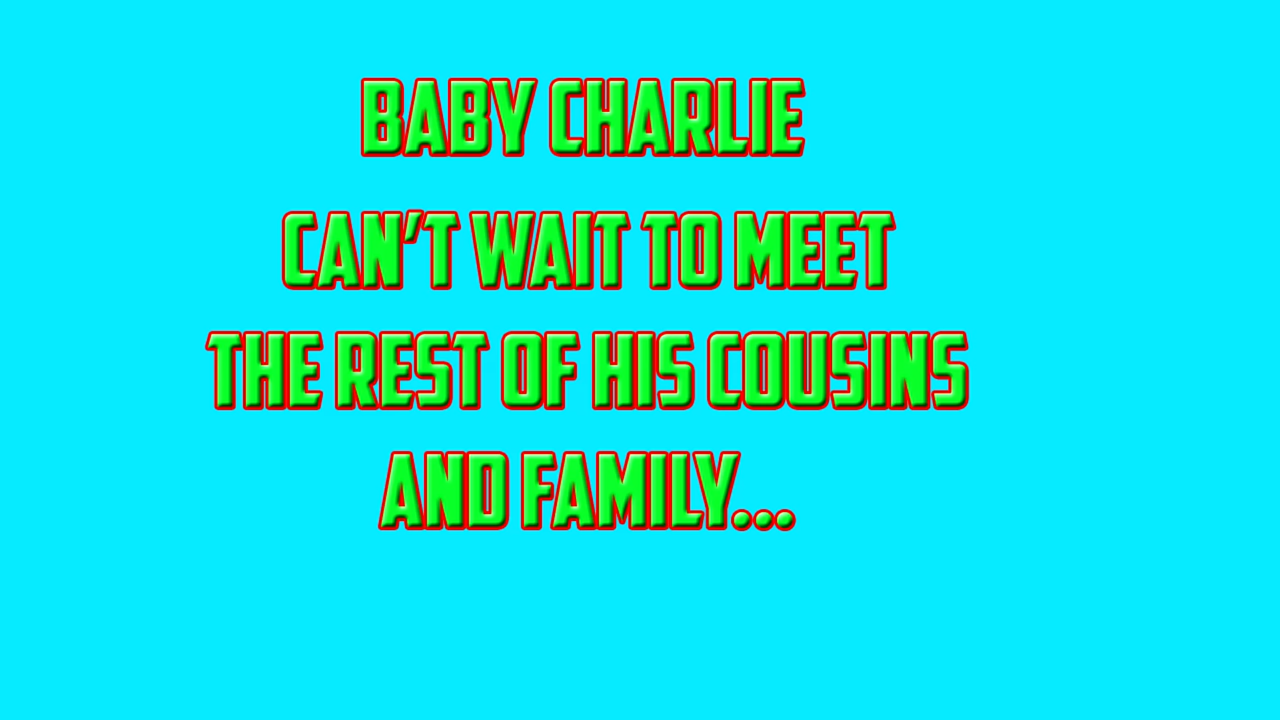 BABY CHARLIE
CAN'T WAIT TO MEET
THE REST OF HIS COUSINS
AND FAMILY...